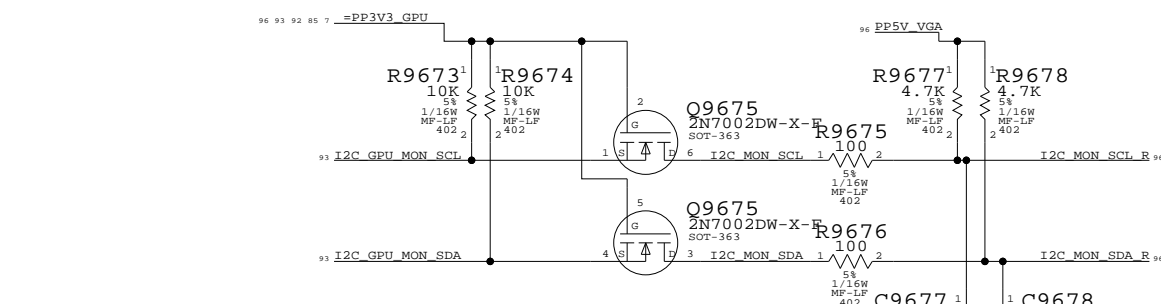 96 93 92 85 7 =PP3V3_GPU
96 PP5V_VGA
R9673 1
10K
5%
1/16W
MF-LF
402
2
1 R9674
10K
5%
1/16W
MF-LF
402
2
R9677 1
4.7K
5%
1/16W
MF-LF
402
2
1 R9678
4.7K
5%
1/16W
MF-LF
402
2
2
G
Q9675
2N7002DW-X-F
SOT-363
R9675
100
93 I2C_GPU_MON_SCL 1 S D 6 I2C_MON_SCL 1 2 I2C_MON_SCL_R 96
5%
1/16W
MF-LF
402
5
G
Q9675
2N7002DW-X-F
SOT-363
R9676
100
93 I2C_GPU_MON_SDA 4 S D 3 I2C_MON_SDA 1 2 I2C_MON_SDA_R 96
5%
1/16W
MF-LF
402
C9677 1
1 C9678